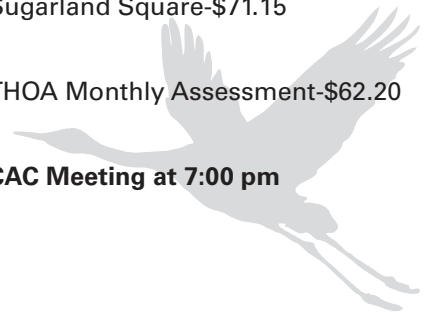 Sugarland Square-$71.15
THOA Monthly Assessment-$62.20
CAC Meeting at 7:00 pm